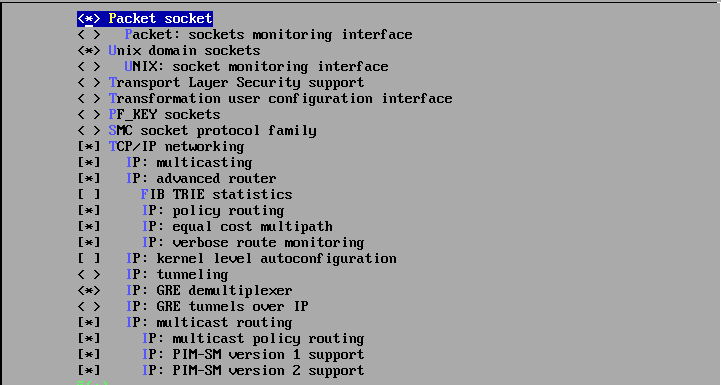 <*> Packet socket
< > Packet: sockets monitoring interface
<*> Unix domain sockets
< > UNIX: socket monitoring interface
< > Transport Layer Security support
< > Transformation user configuration interface
< > PF_KEY sockets
< > SMC socket protocol family
[*] TCP/IP networking
[*] IP: multicasting
[*] IP: advanced router
[ ] FIB TRIE statistics
[*] IP: policy routing
[*] IP: equal cost multipath
[*] IP: verbose route monitoring
[ ] IP: kernel level autoconfiguration
< > IP: tunneling
<*> IP: GRE demultiplexer
< > IP: GRE tunnels over IP
[*] IP: multicast routing
[*] IP: multicast policy routing
[*] IP: PIM-SM version 1 support
[*] IP: PIM-SM version 2 support